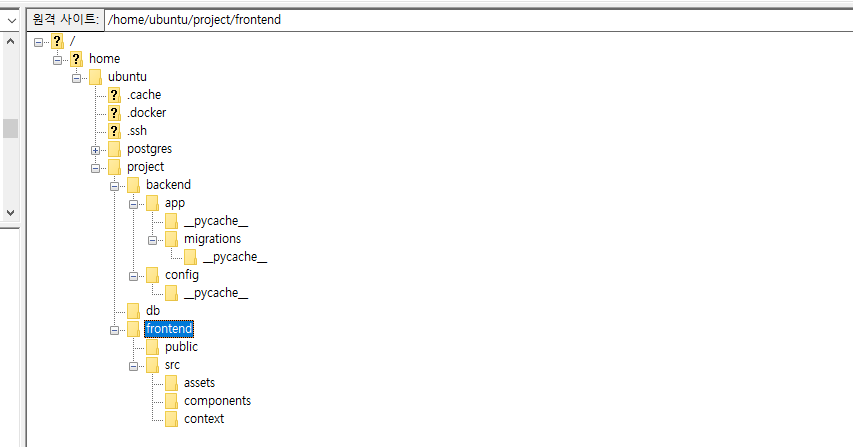 원격 사이트: /home/ubuntu/project/frontend
/
home
ubuntu
.cache
.docker
.ssh
postgres
project
backend
app
__pycache__
migrations
__pycache__
config
__pycache__
db
frontend
public
src
assets
components
context